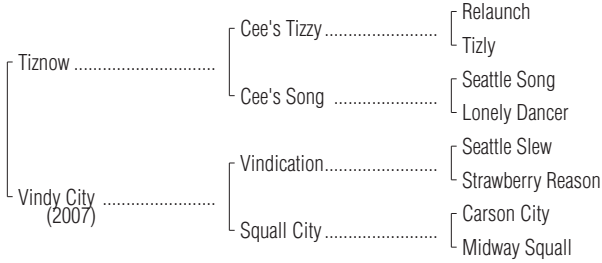 Relaunch
Cee's Tizzy
Tizly
Tiznow
Seattle Song
Cee's Song
Lonely Dancer
Seattle Slew
Vindication
Strawberry Reason
Vindy City
(2007)
Carson City
Squall City
Midway Squall